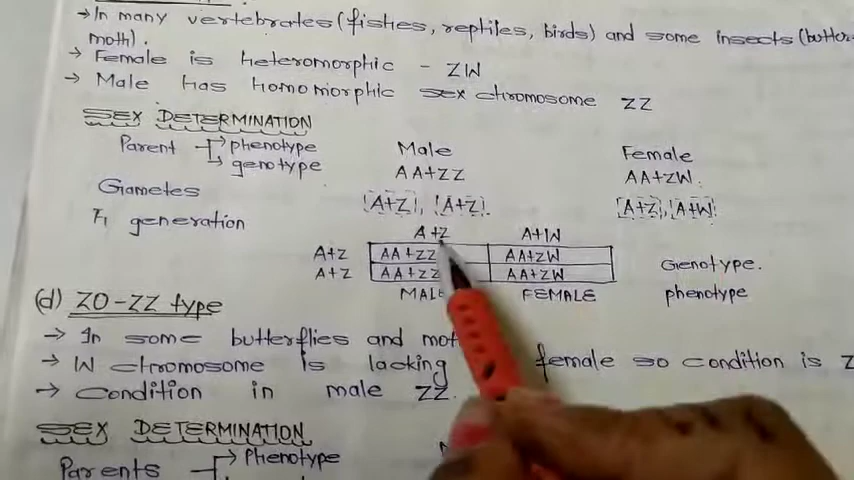 → In many vertebrates (fishes, reptiles, birds) and some insects (butter-
moth).
→ Female is heteromorphic - ZW
→ Male has homomorphic sex chromosome ZZ
SEX DETERMINATION
Parent → phenotype Male Female
→ genotype AA+ZZ AA+ZW
Gametes (A+Z), (A+Z). (A+Z), (A+W)
F1 generation A+Z A+W
A+Z AA+ZZ AA+ZW Genotype.
A+Z AA+ZZ AA+ZW
MALE FEMALE phenotype
(d) ZO-ZZ type
→ In some butterflies and
→ W chromosome is lacking female so condition is Z
→ Condition in male ZZ.
SEX DETERMINATION
Parents → Phenotype